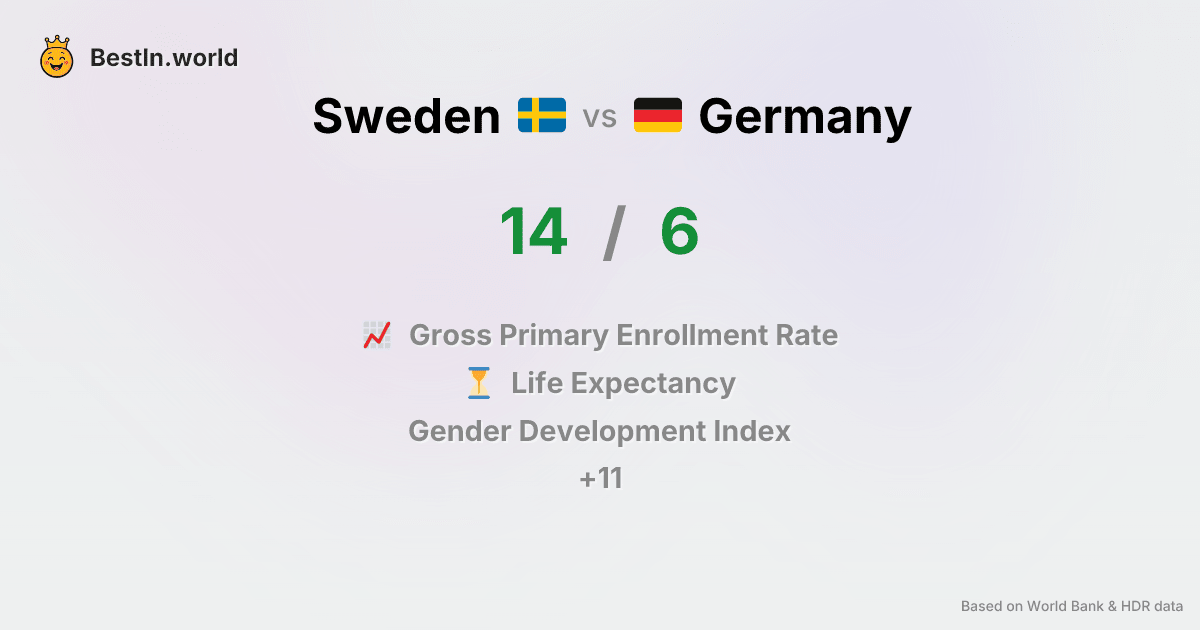 BestIn.world
Sweden vs Germany
14 / 6
Gross Primary Enrollment Rate
Life Expectancy
Gender Development Index
+11
Based on World Bank & HDR data